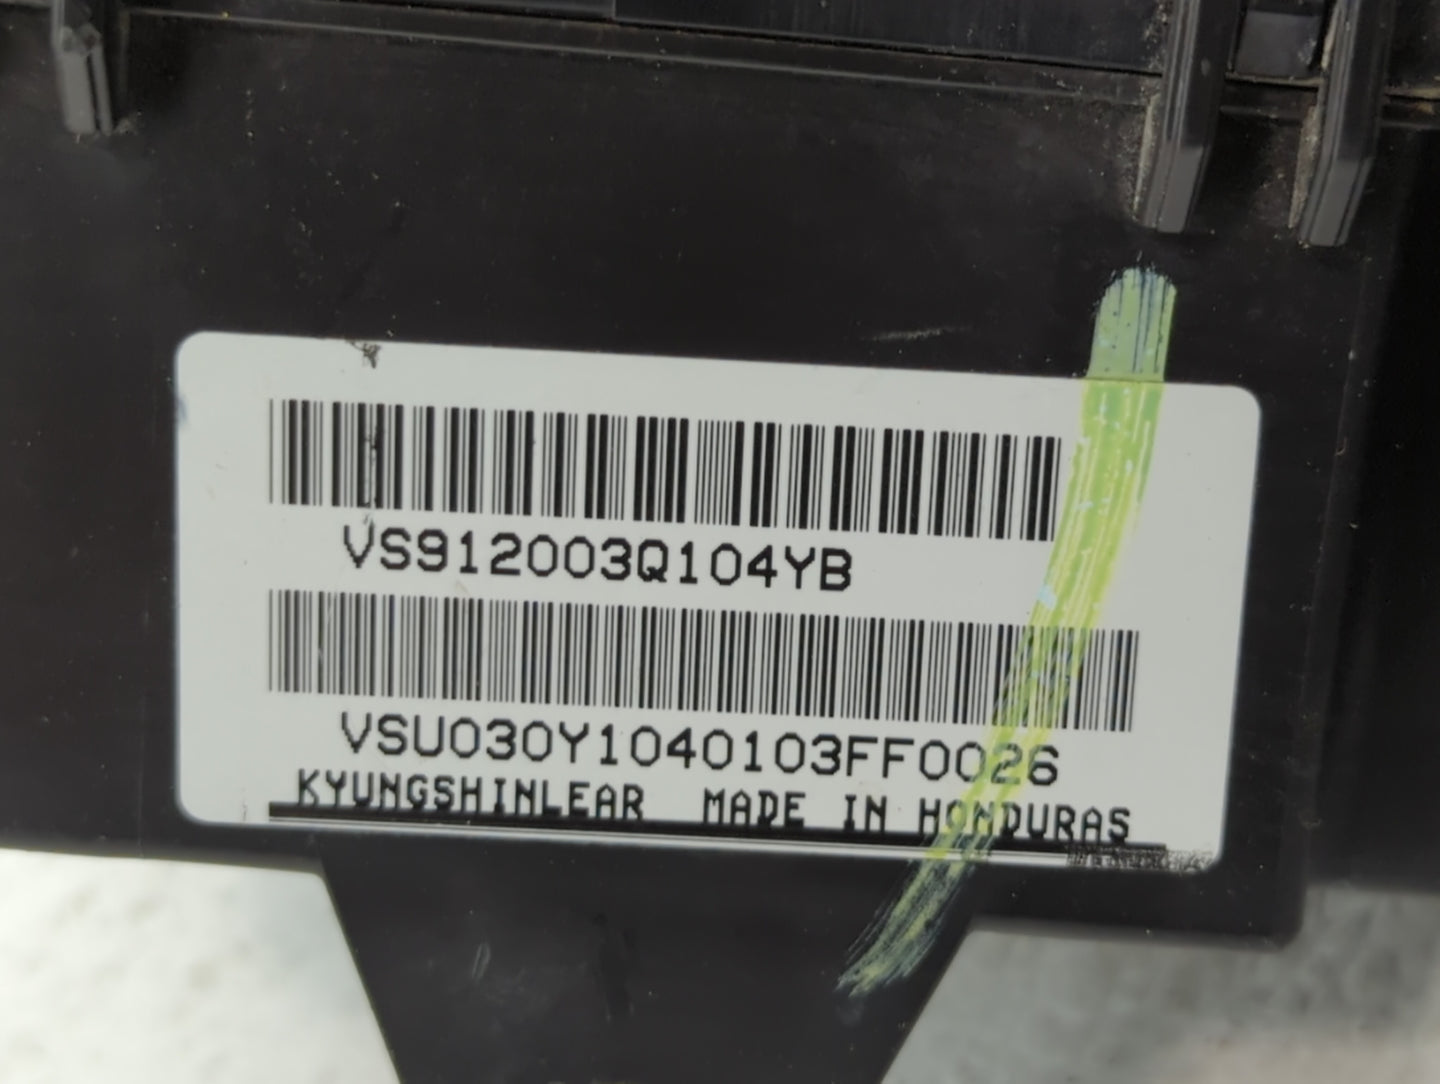 VS912003Q104YB
VSU030Y1040103FF0026
KYUNGSHINLEAR MADE IN HONDURAS